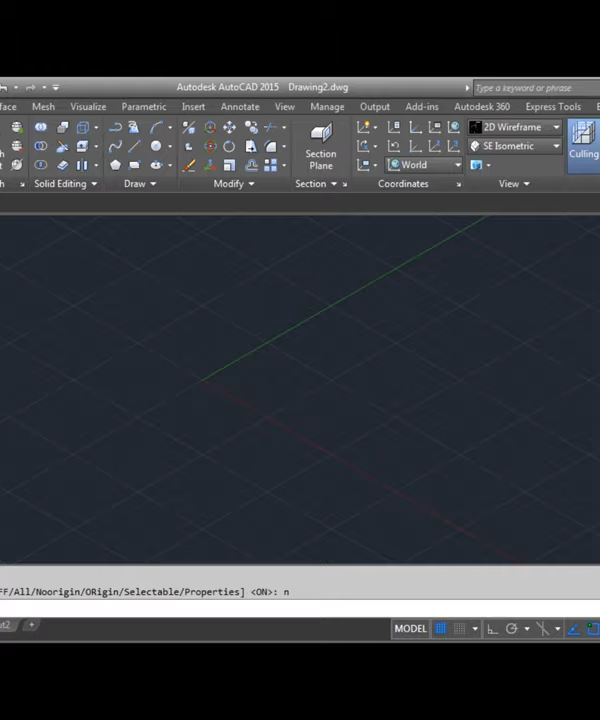 Autodesk AutoCAD 2015 Drawing2.dwg
Type a keyword or phrase
face Mesh Visualize Parametric Insert Annotate View Manage Output Add-ins Autodesk 360 Express Tools
2D Wireframe
SE Isometric
Section
Plane
World
Culling
Solid Editing Draw Modify Section Coordinates View
FF/All/Noorigin/ORigin/Selectable/Properties] <ON>: n
ut2 + MODEL